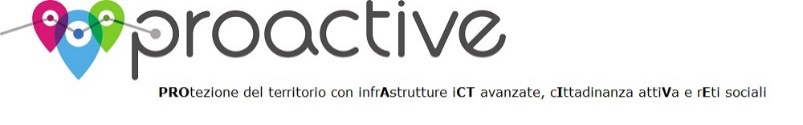 proactive
PROtezione del territorio con infrAstrutture iCT avanzate, cIttadinanza attiVa e rEti sociali